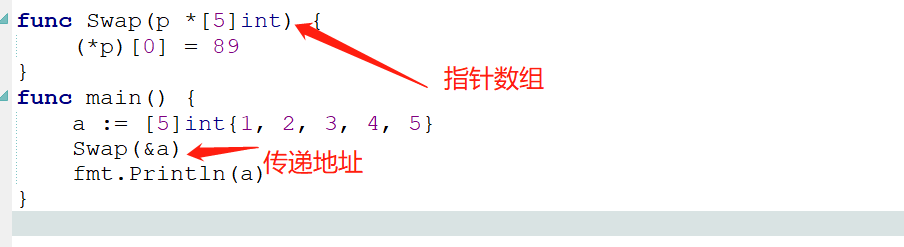 func Swap(p *[5]int) {
(*p)[0] = 89
}
指针数组
func main() {
a := [5]int{1, 2, 3, 4, 5}
Swap(&a)
传递地址
fmt.Println(a)
}